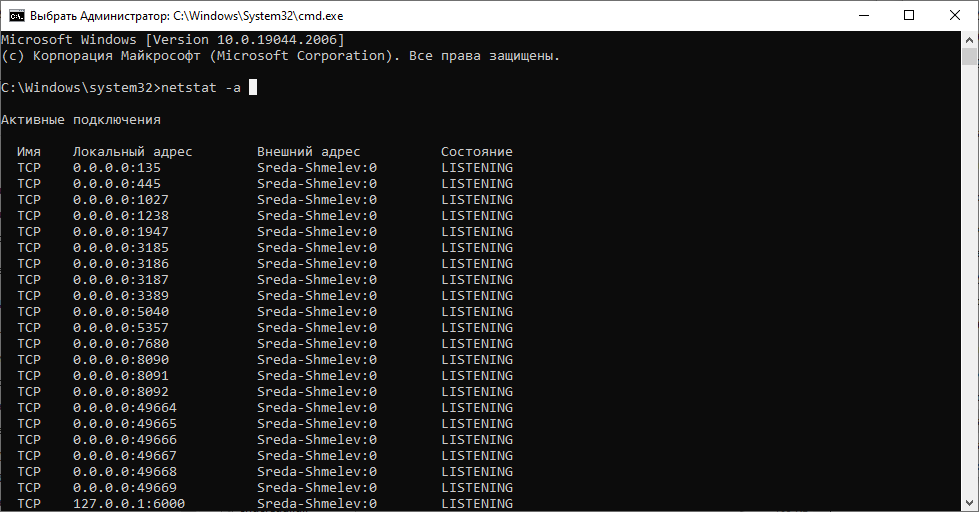 Выбрать Администратор: C:\Windows\System32\cmd.exe
Microsoft Windows [Version 10.0.19044.2006]
(c) Корпорация Майкрософт (Microsoft Corporation). Все права защищены.
C:\Windows\system32>netstat -a
Активные подключения
Имя Локальный адрес Внешний адрес Состояние
TCP 0.0.0.0:135 Sreda-Shmelev:0 LISTENING
TCP 0.0.0.0:445 Sreda-Shmelev:0 LISTENING
TCP 0.0.0.0:1027 Sreda-Shmelev:0 LISTENING
TCP 0.0.0.0:1238 Sreda-Shmelev:0 LISTENING
TCP 0.0.0.0:1947 Sreda-Shmelev:0 LISTENING
TCP 0.0.0.0:3185 Sreda-Shmelev:0 LISTENING
TCP 0.0.0.0:3186 Sreda-Shmelev:0 LISTENING
TCP 0.0.0.0:3187 Sreda-Shmelev:0 LISTENING
TCP 0.0.0.0:3389 Sreda-Shmelev:0 LISTENING
TCP 0.0.0.0:5040 Sreda-Shmelev:0 LISTENING
TCP 0.0.0.0:5357 Sreda-Shmelev:0 LISTENING
TCP 0.0.0.0:7680 Sreda-Shmelev:0 LISTENING
TCP 0.0.0.0:8090 Sreda-Shmelev:0 LISTENING
TCP 0.0.0.0:8091 Sreda-Shmelev:0 LISTENING
TCP 0.0.0.0:8092 Sreda-Shmelev:0 LISTENING
TCP 0.0.0.0:49664 Sreda-Shmelev:0 LISTENING
TCP 0.0.0.0:49665 Sreda-Shmelev:0 LISTENING
TCP 0.0.0.0:49666 Sreda-Shmelev:0 LISTENING
TCP 0.0.0.0:49667 Sreda-Shmelev:0 LISTENING
TCP 0.0.0.0:49668 Sreda-Shmelev:0 LISTENING
TCP 0.0.0.0:49669 Sreda-Shmelev:0 LISTENING
TCP 127.0.0.1:6000 Sreda-Shmelev:0 LISTENING